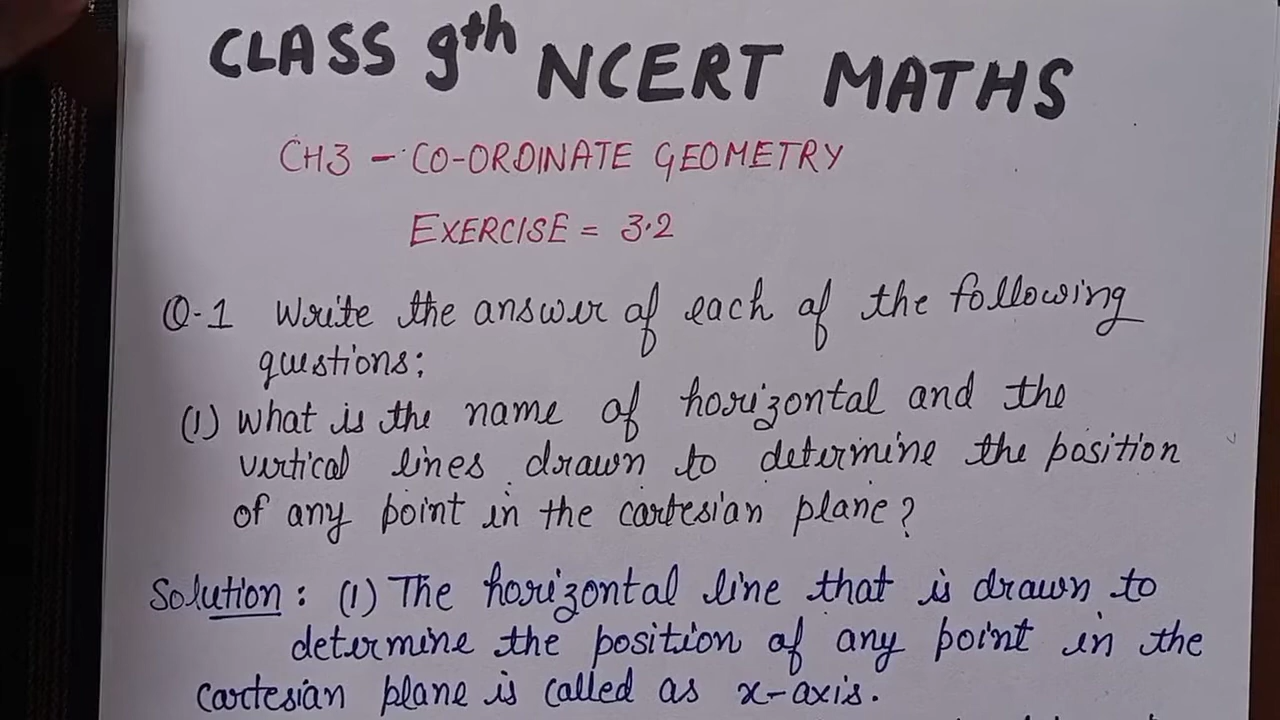 CLASS 9th NCERT MATHS
CH3 - CO-ORDINATE GEOMETRY
EXERCISE = 3.2
Q.1 Write the answer of each of the following
questions:
(1) What is the name of horizontal and the
vertical lines drawn to determine the position
of any point in the cartesian plane?
Solution: (1) The horizontal line that is drawn to
determine the position of any point in the
cartesian plane is called as x-axis.